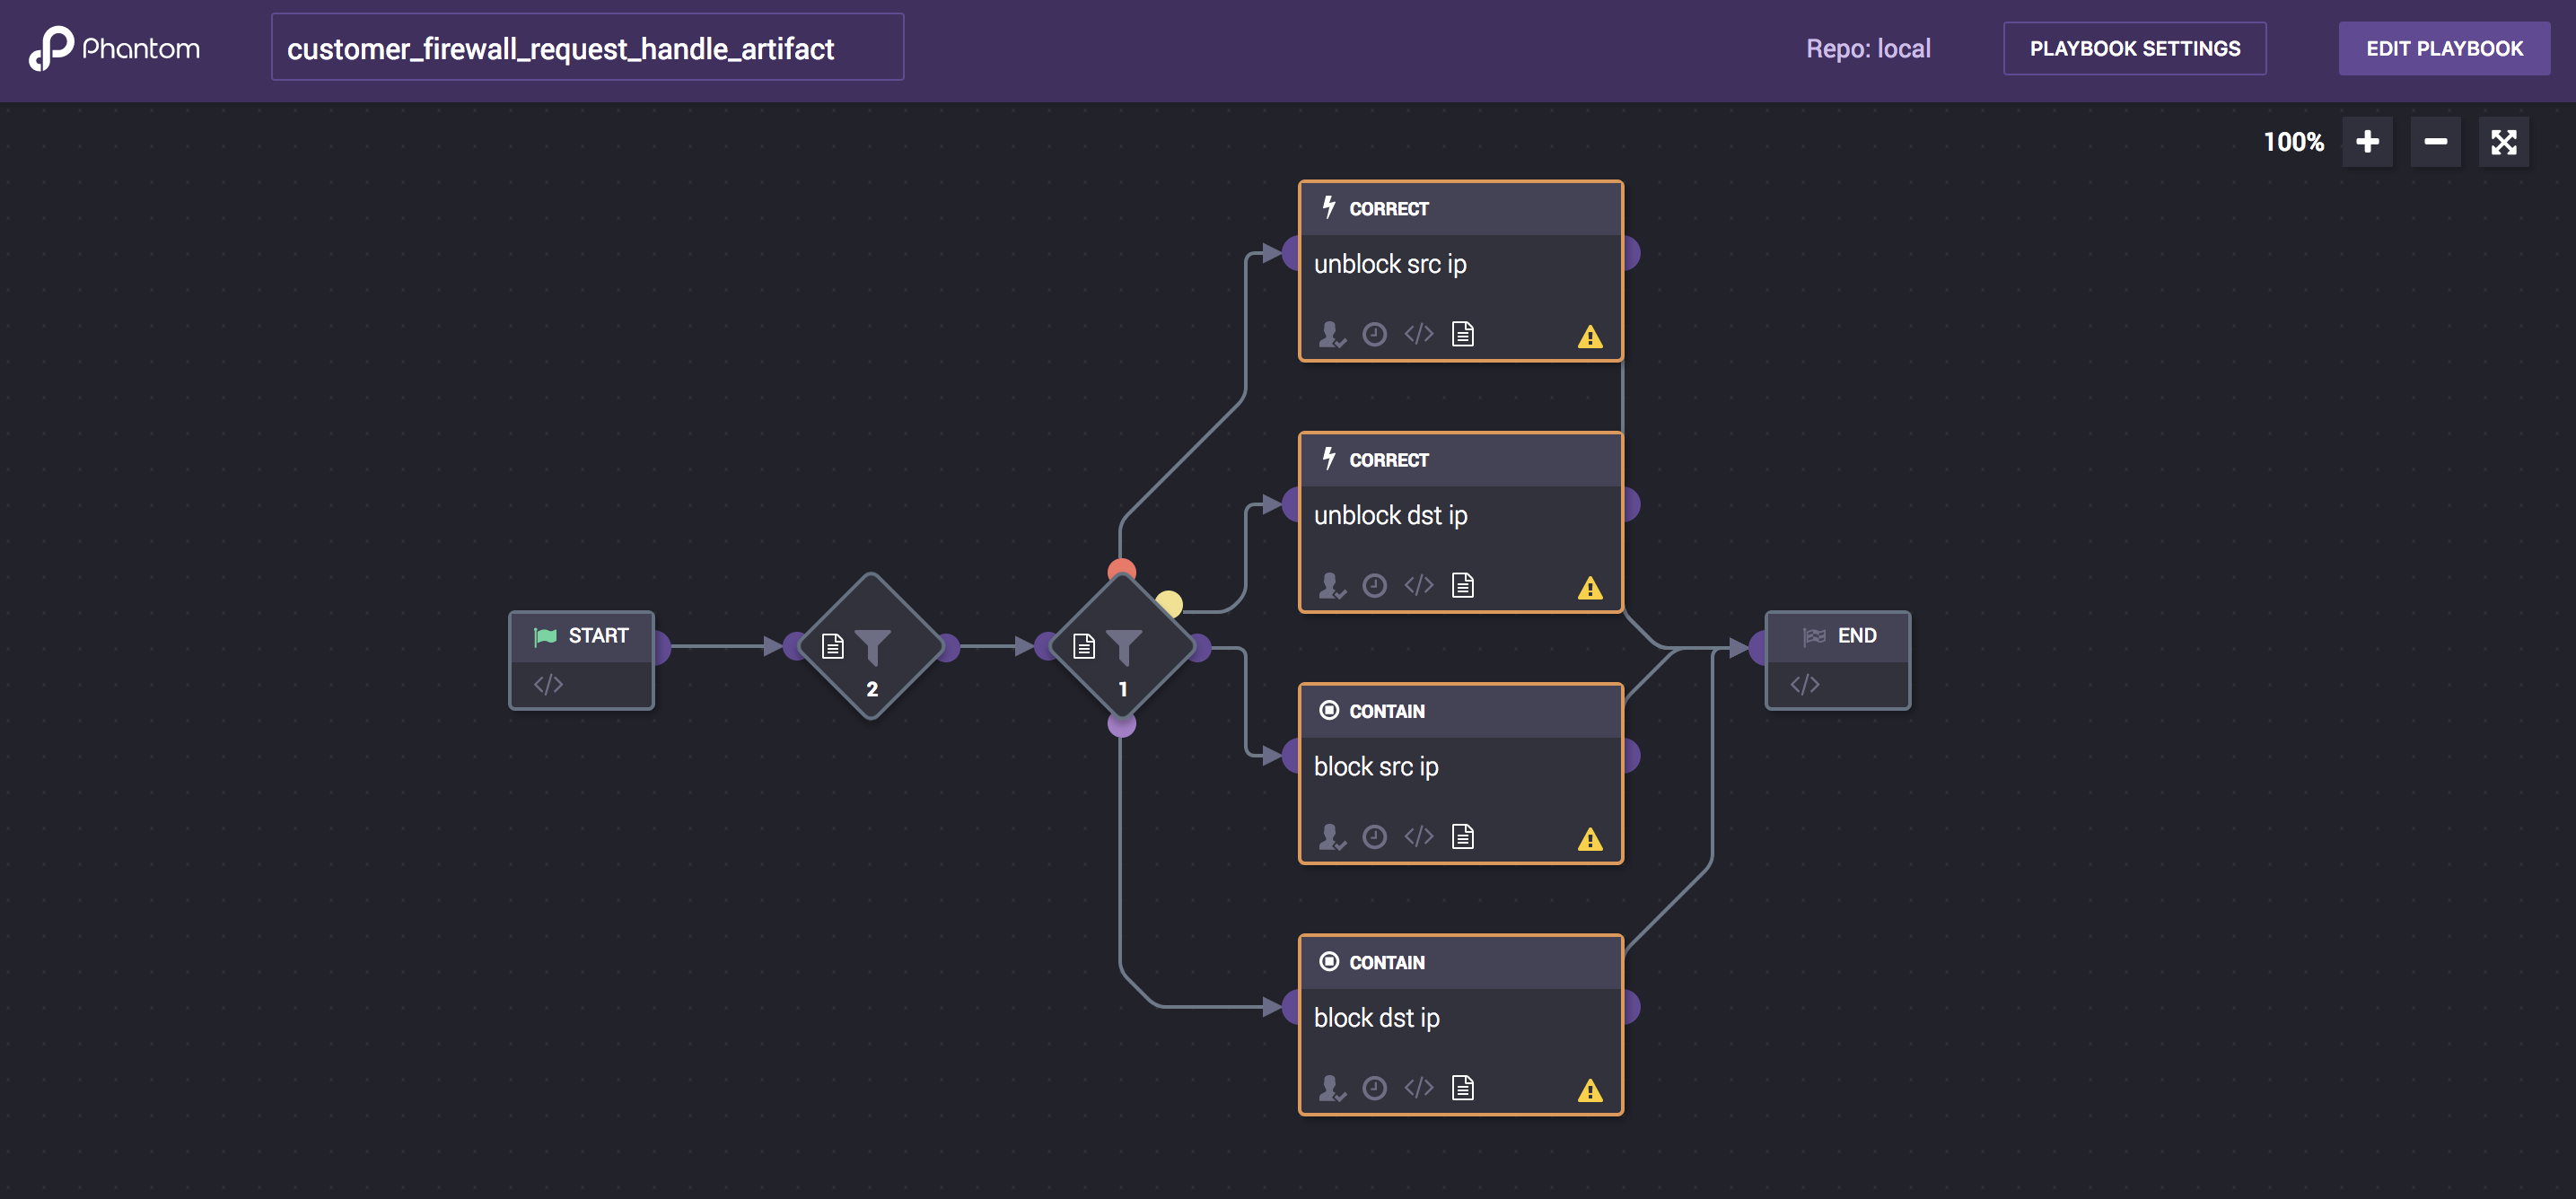 Phantom
customer_firewall_request_handle_artifact
Repo: local
PLAYBOOK SETTINGS
EDIT PLAYBOOK
100%
CORRECT
unblock src ip
CORRECT
unblock dst ip
START
2
1
END
CONTAIN
block src ip
CONTAIN
block dst ip